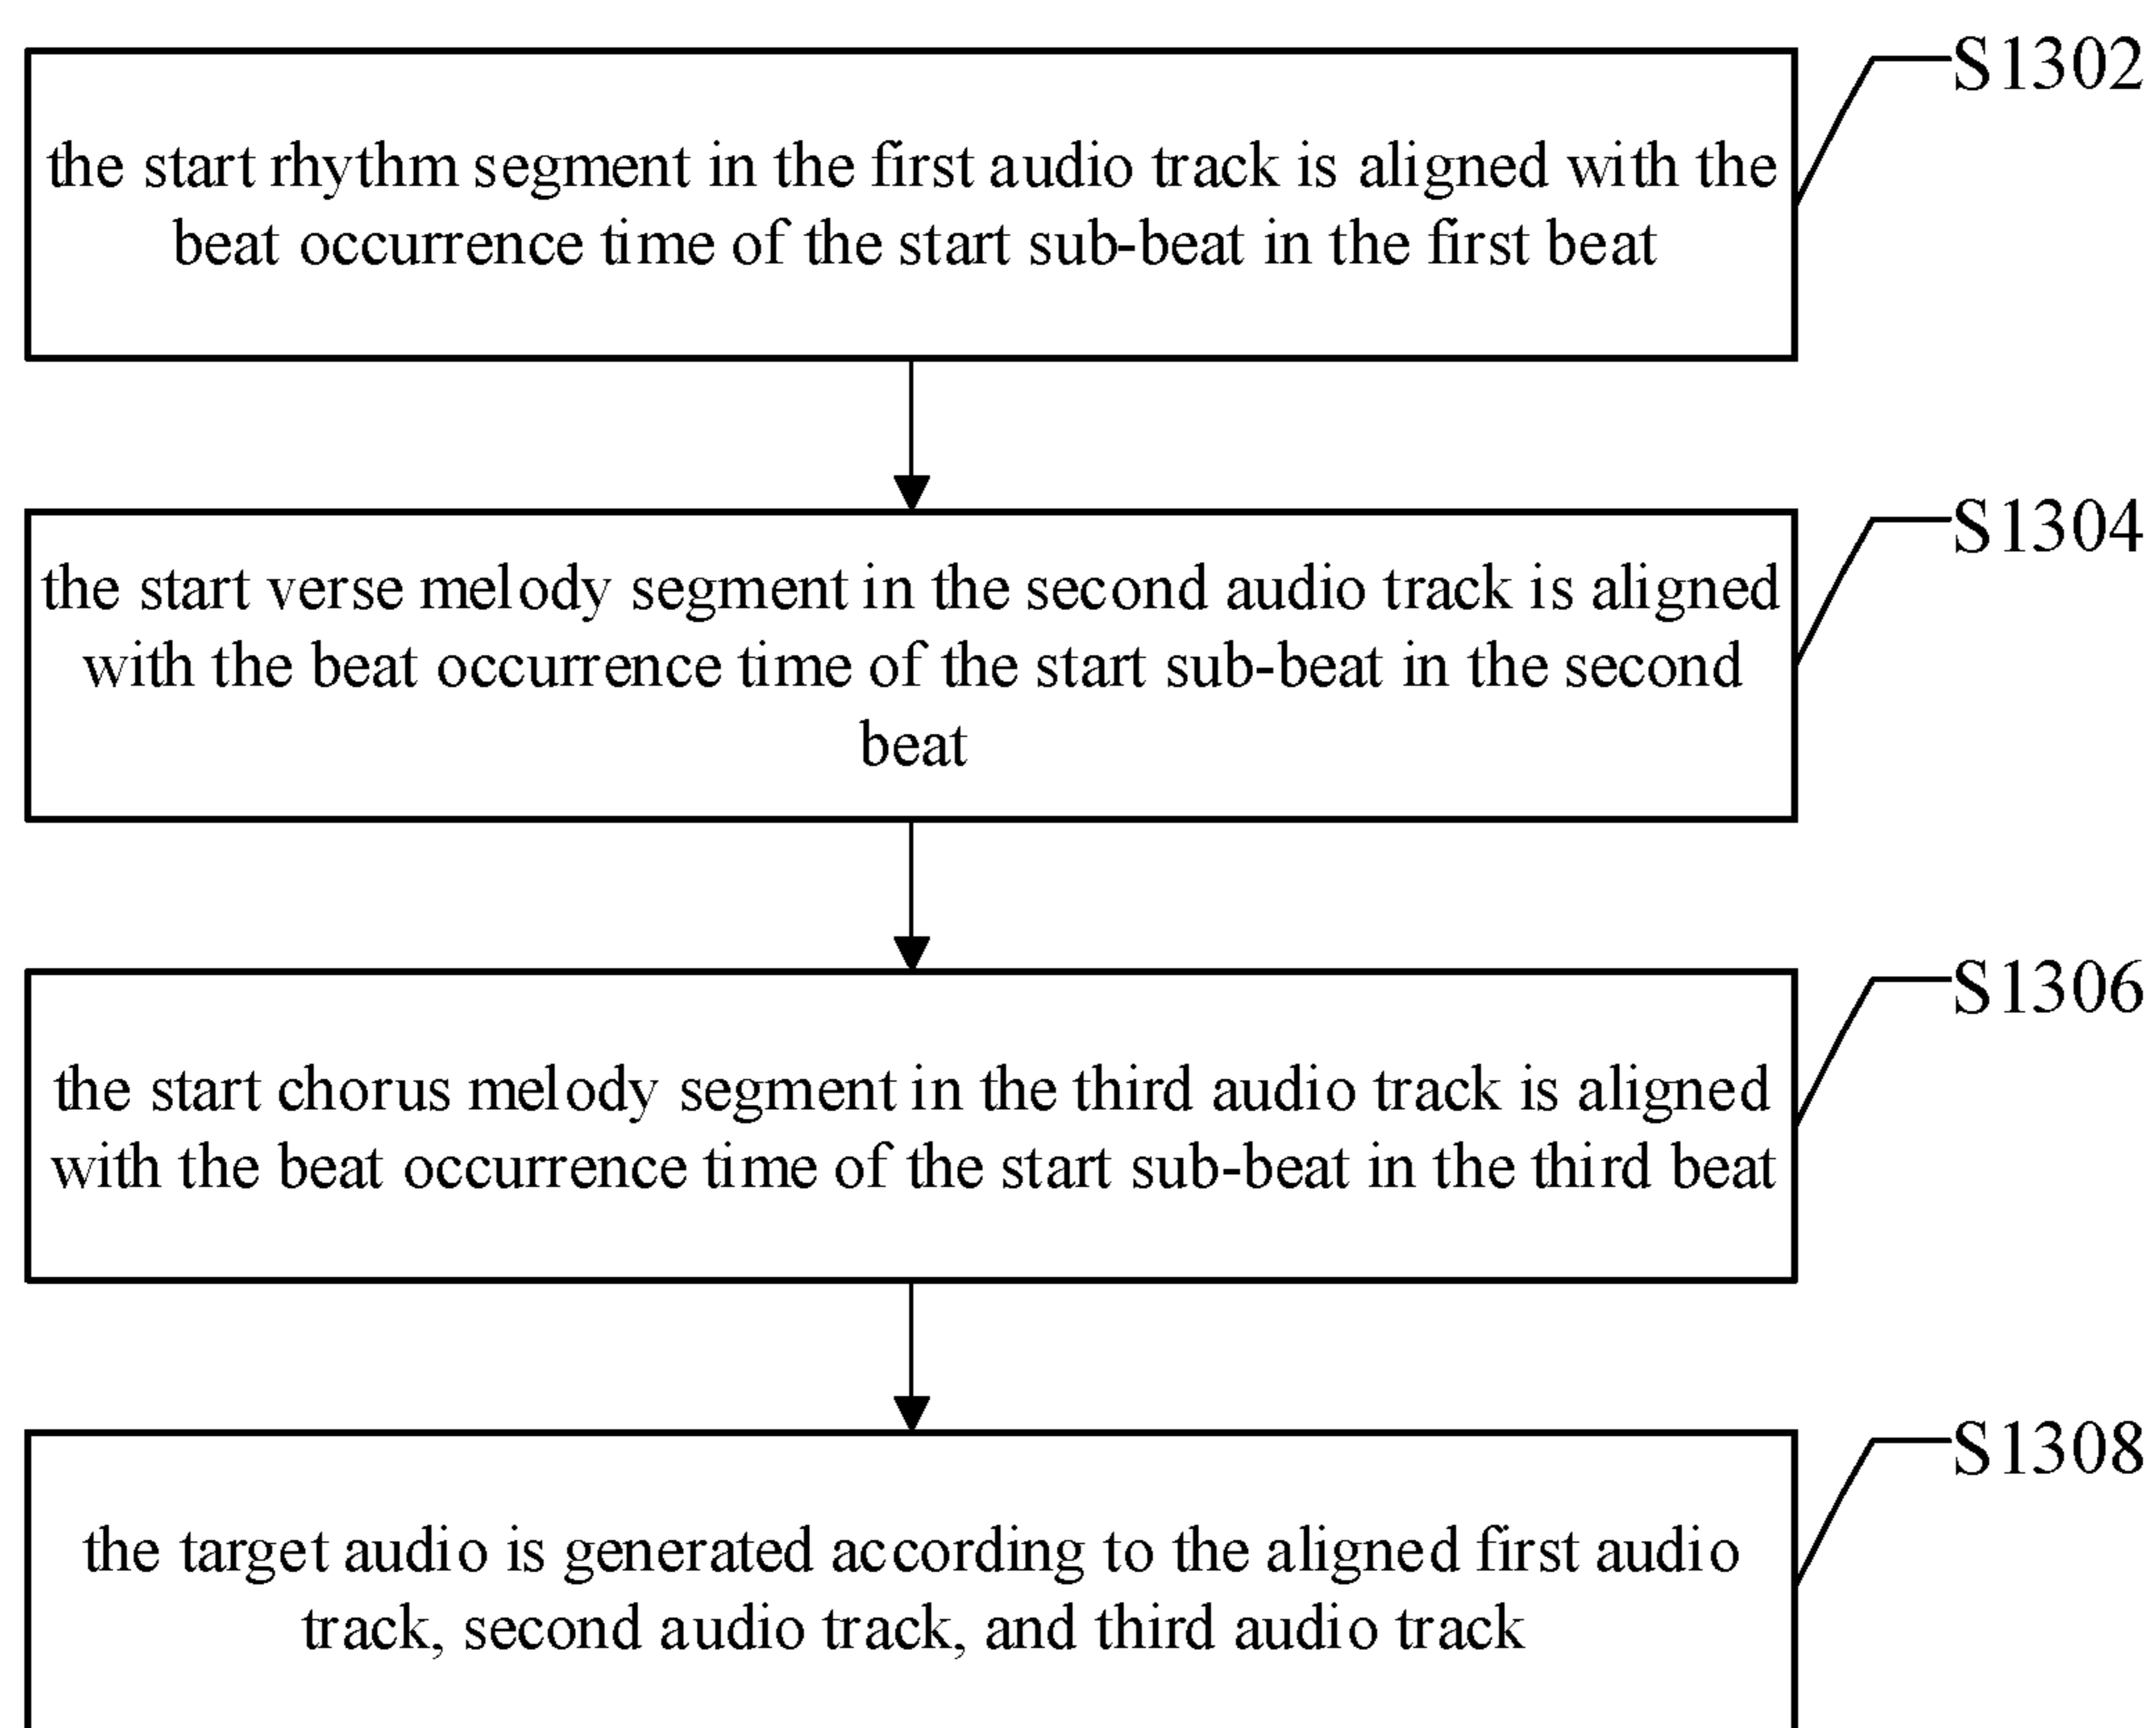 S1302
the start rhythm segment in the first audio track is aligned with the
beat occurrence time of the start sub-beat in the first beat
S1304
the start verse melody segment in the second audio track is aligned
with the beat occurrence time of the start sub-beat in the second
beat
S1306
the start chorus melody segment in the third audio track is aligned
with the beat occurrence time of the start sub-beat in the third beat
S1308
the target audio is generated according to the aligned first audio
track, second audio track, and third audio track